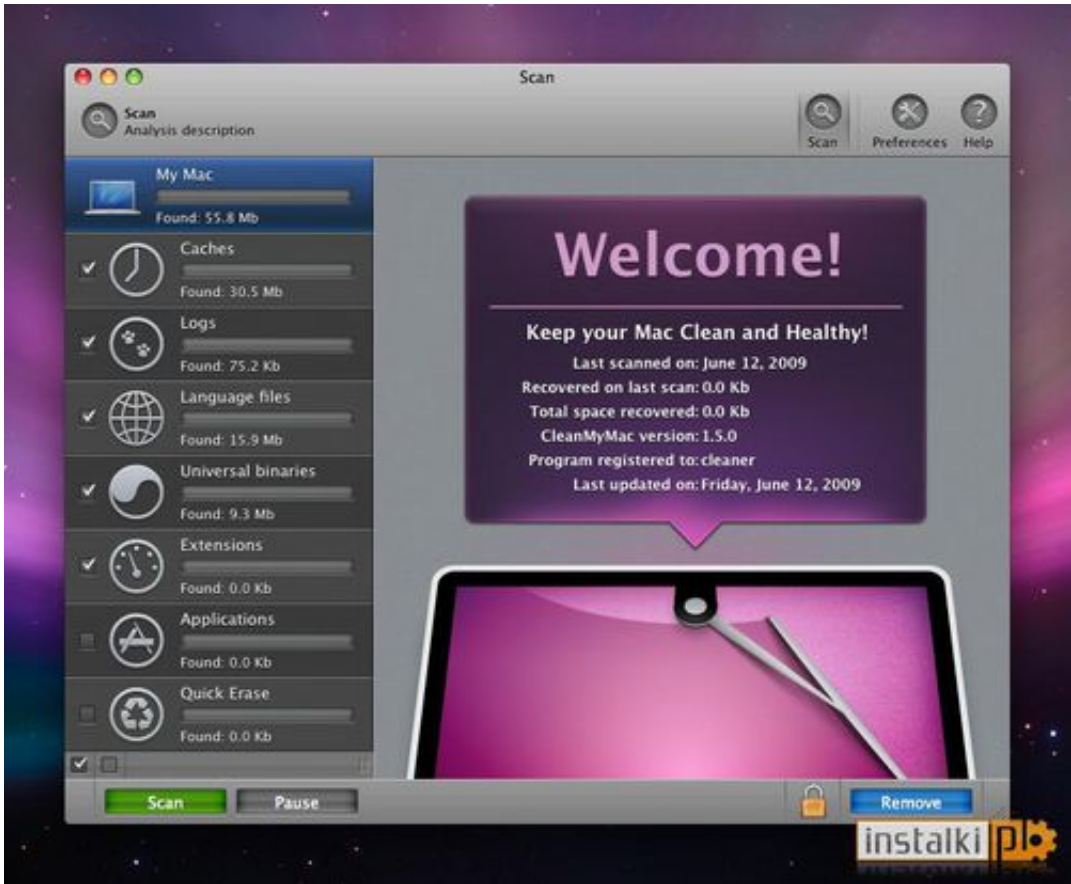 Scan
Scan
Analysis description
Scan
Preferences
Help
My Mac
Found: 55.8 Mb
Caches
Found: 30.5 Mb
Logs
Found: 75.2 Kb
Language files
Found: 15.9 Mb
Universal binaries
Found: 9.3 Mb
Extensions
Found: 0.0 Kb
Applications
Found: 0.0 Kb
Quick Erase
Found: 0.0 Kb
Welcome!
Keep your Mac Clean and Healthy!
Last scanned on: June 12, 2009
Recovered on last scan: 0.0 Kb
Total space recovered: 0.0 Kb
CleanMyMac version: 1.5.0
Program registered to: cleaner
Last updated on: Friday, June 12, 2009
Scan
Pause
Remove
instalki pl